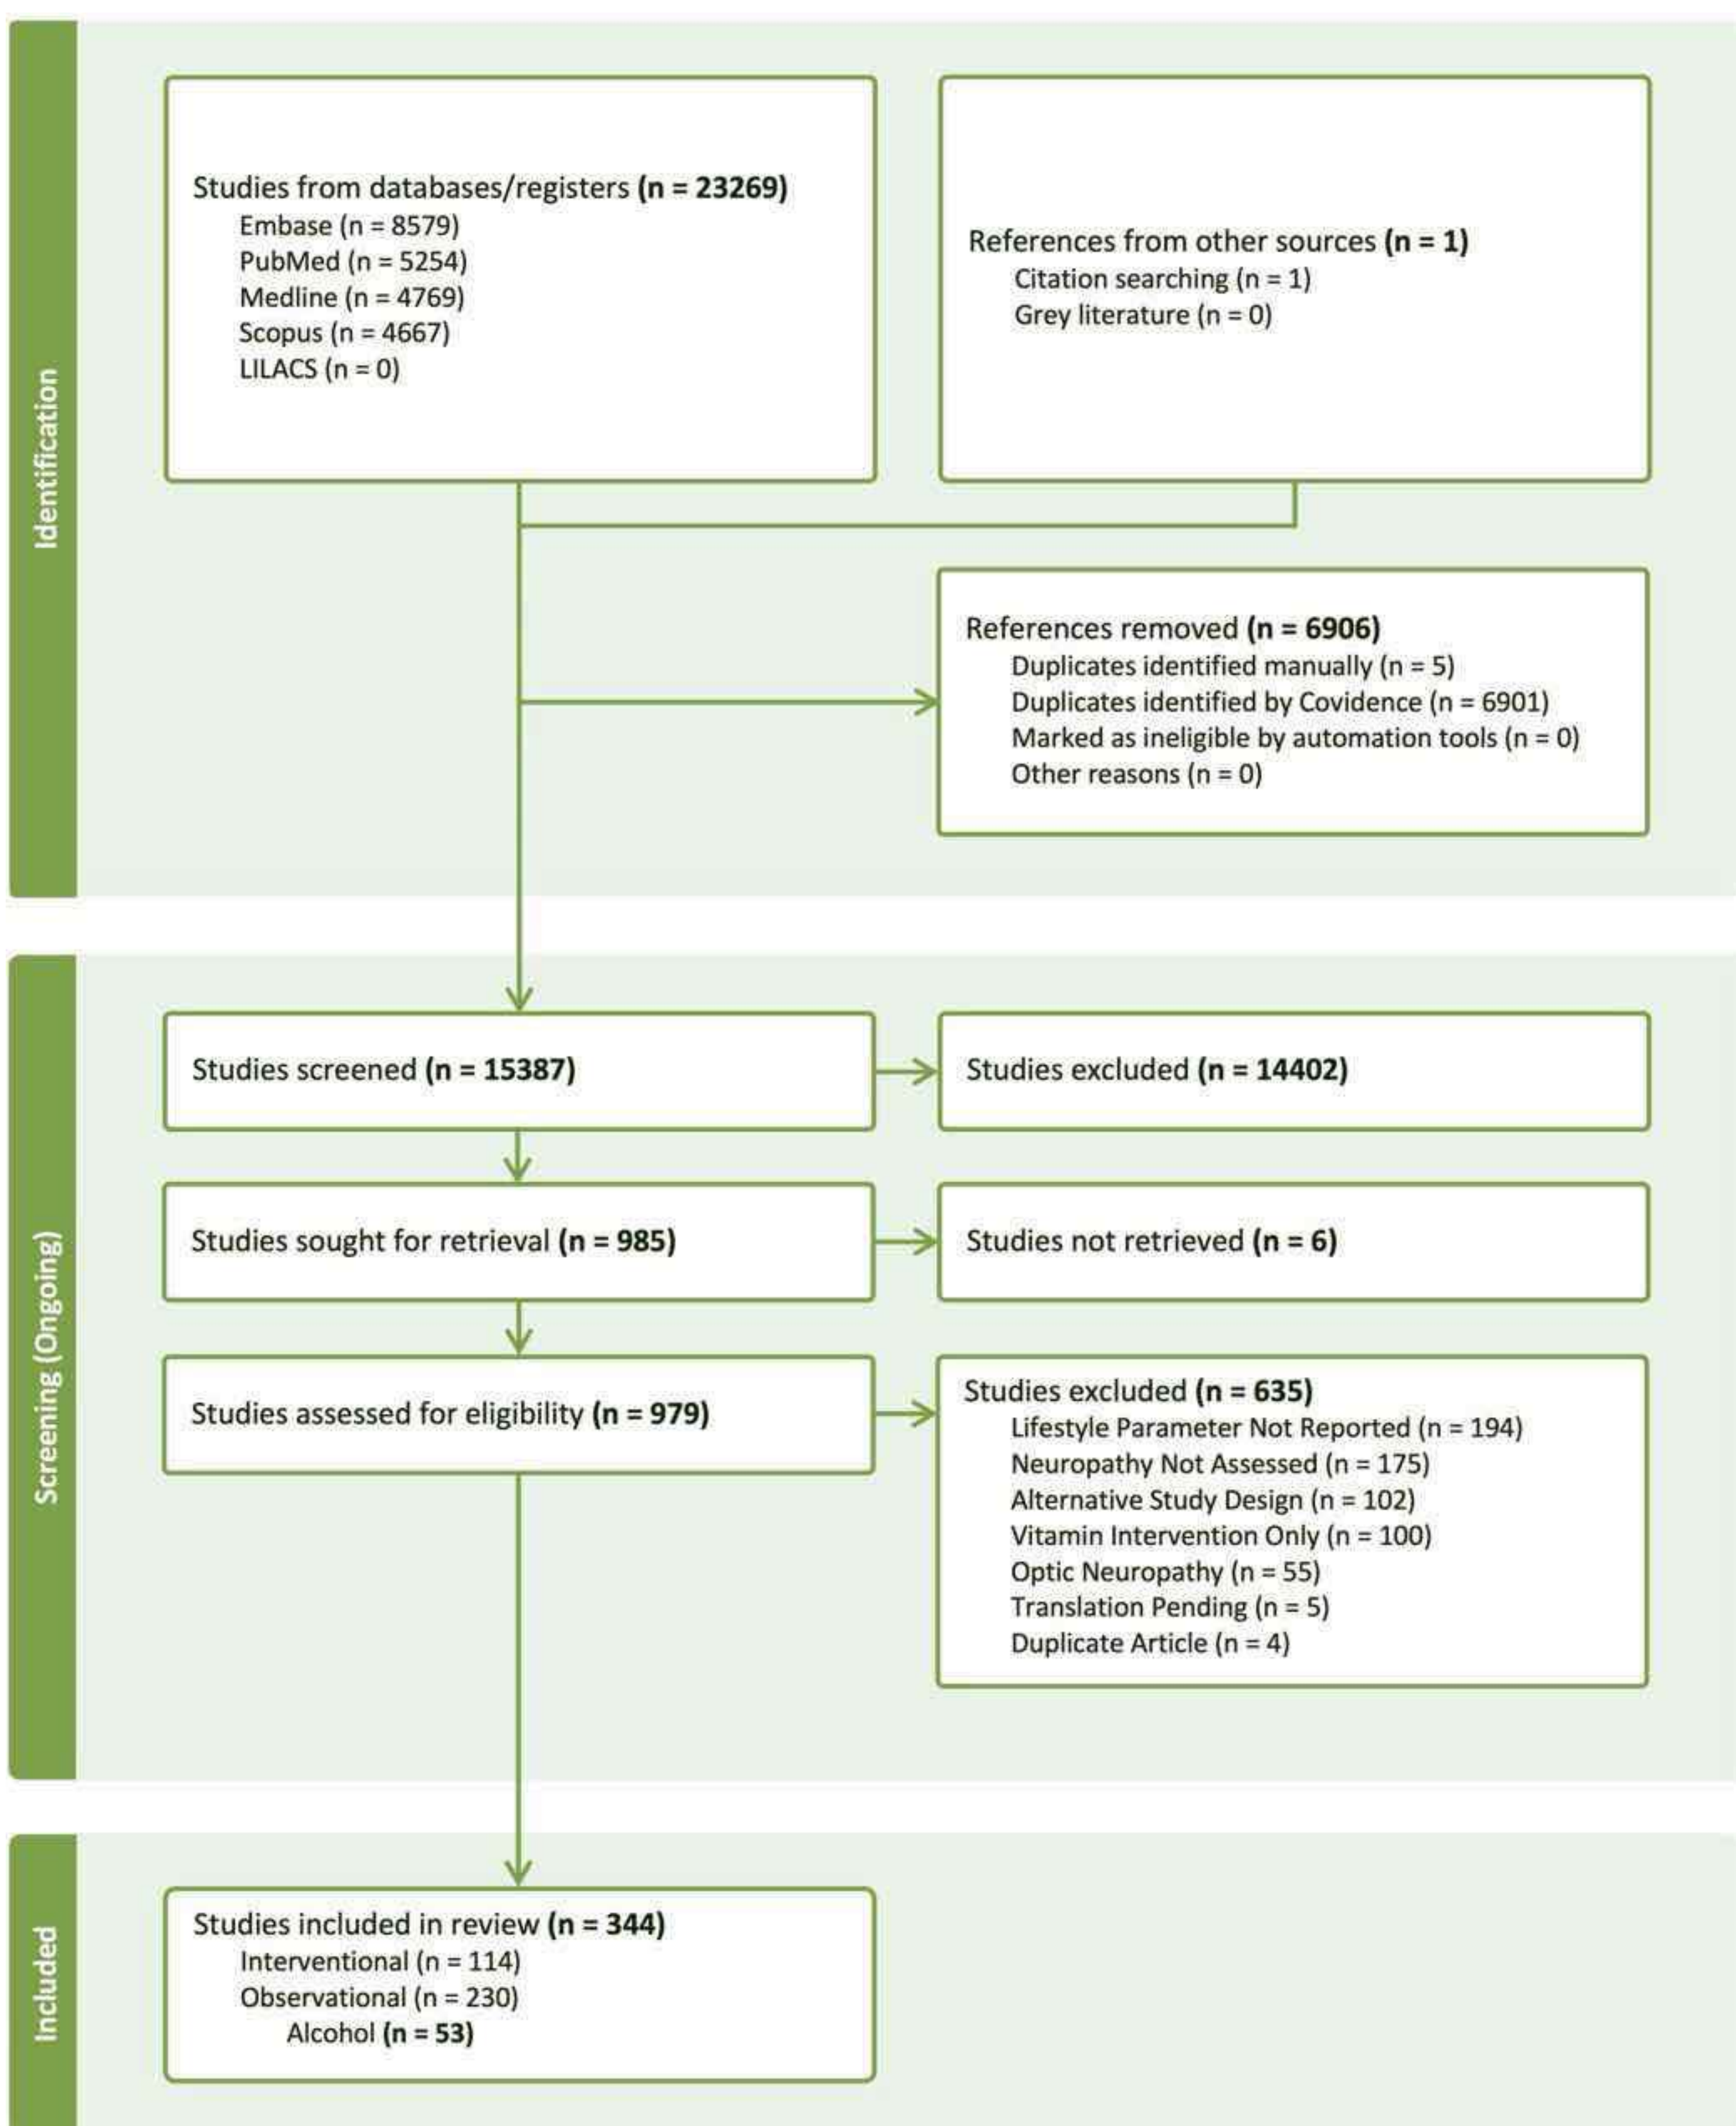 Identification
Studies from databases/registers (n = 23269)
Embase (n = 8579)
PubMed (n = 5254)
Medline (n = 4769)
Scopus (n = 4667)
LILACS (n = 0)
References from other sources (n = 1)
Citation searching (n = 1)
Grey literature (n = 0)
References removed (n = 6906)
Duplicates identified manually (n = 5)
Duplicates identified by Covidence (n = 6901)
Marked as ineligible by automation tools (n = 0)
Other reasons (n = 0)
Screening (Ongoing)
Studies screened (n = 15387)
Studies excluded (n = 14402)
Studies sought for retrieval (n = 985)
Studies not retrieved (n = 6)
Studies assessed for eligibility (n = 979)
Studies excluded (n = 635)
Lifestyle Parameter Not Reported (n = 194)
Neuropathy Not Assessed (n = 175)
Alternative Study Design (n = 102)
Vitamin Intervention Only (n = 100)
Optic Neuropathy (n = 55)
Translation Pending (n = 5)
Duplicate Article (n = 4)
Included
Studies included in review (n = 344)
Interventional (n = 114)
Observational (n = 230)
Alcohol (n = 53)